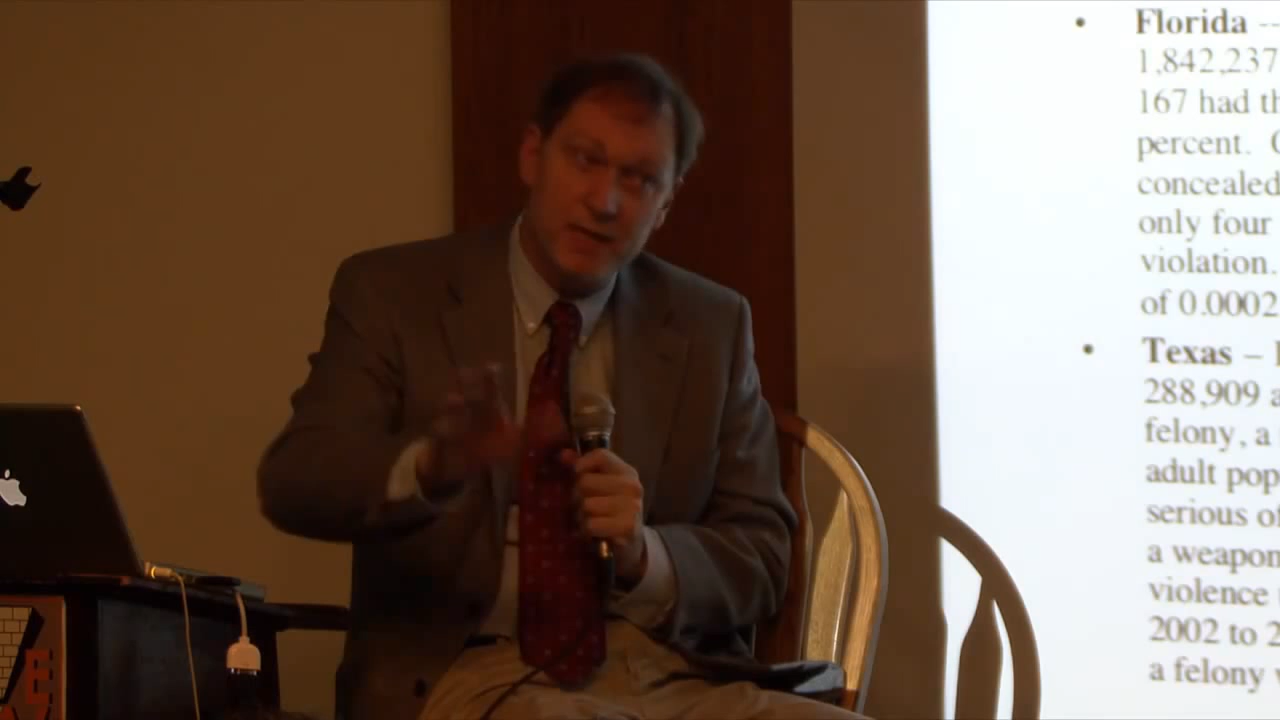 • Florida --
1,842,237
167 had th
percent.
concealed
only four
violation.
of 0.0002
• Texas –
288,909 a
felony, a
adult pop
serious of
a weapon
violence
2002 to 2
a felony
E